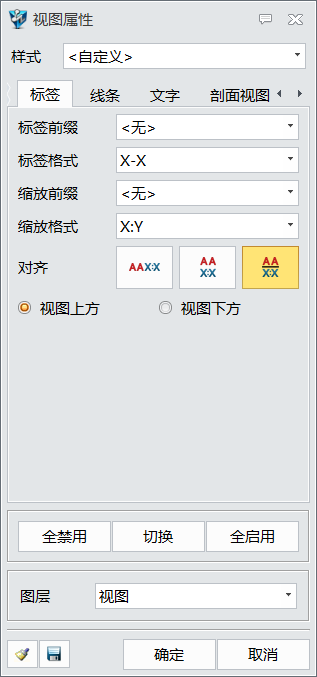 视图属性
样式 <自定义>
标签 线条 文字 剖面视图
标签前缀 <无>
标签格式 X-X
缩放前缀 <无>
缩放格式 X:Y
对齐 AAX:X AA
X:X AA
X:X
视图上方 视图下方
全禁用 切换 全启用
图层 视图
确定 取消